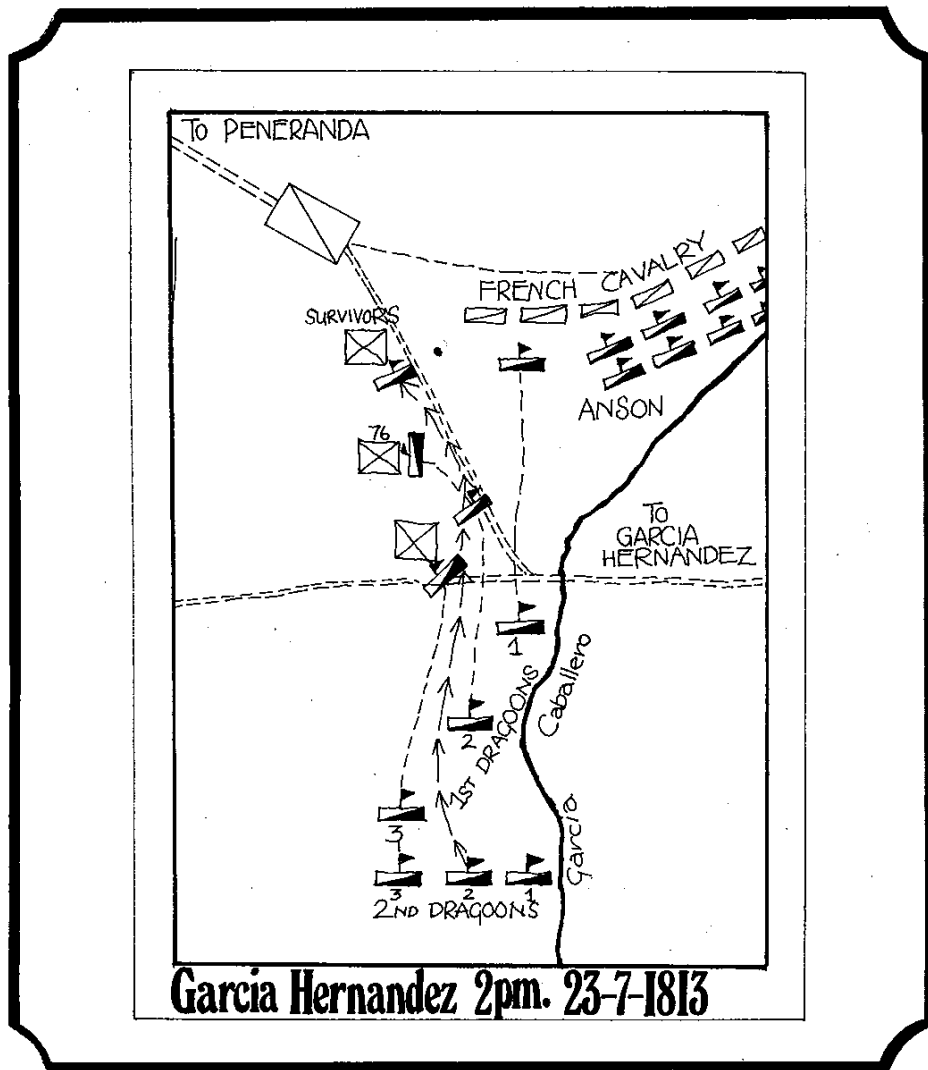 To PENERANDA
FRENCH CAVALRY
SURVIVORS
ANSON
76
To
GARCIA
HERNANDEZ
1
2
1ST DRAGOONS
Caballero
3
Garcio
3 2 1
2ND DRAGOONS
Garcia Hernandez 2pm. 23-7-1813